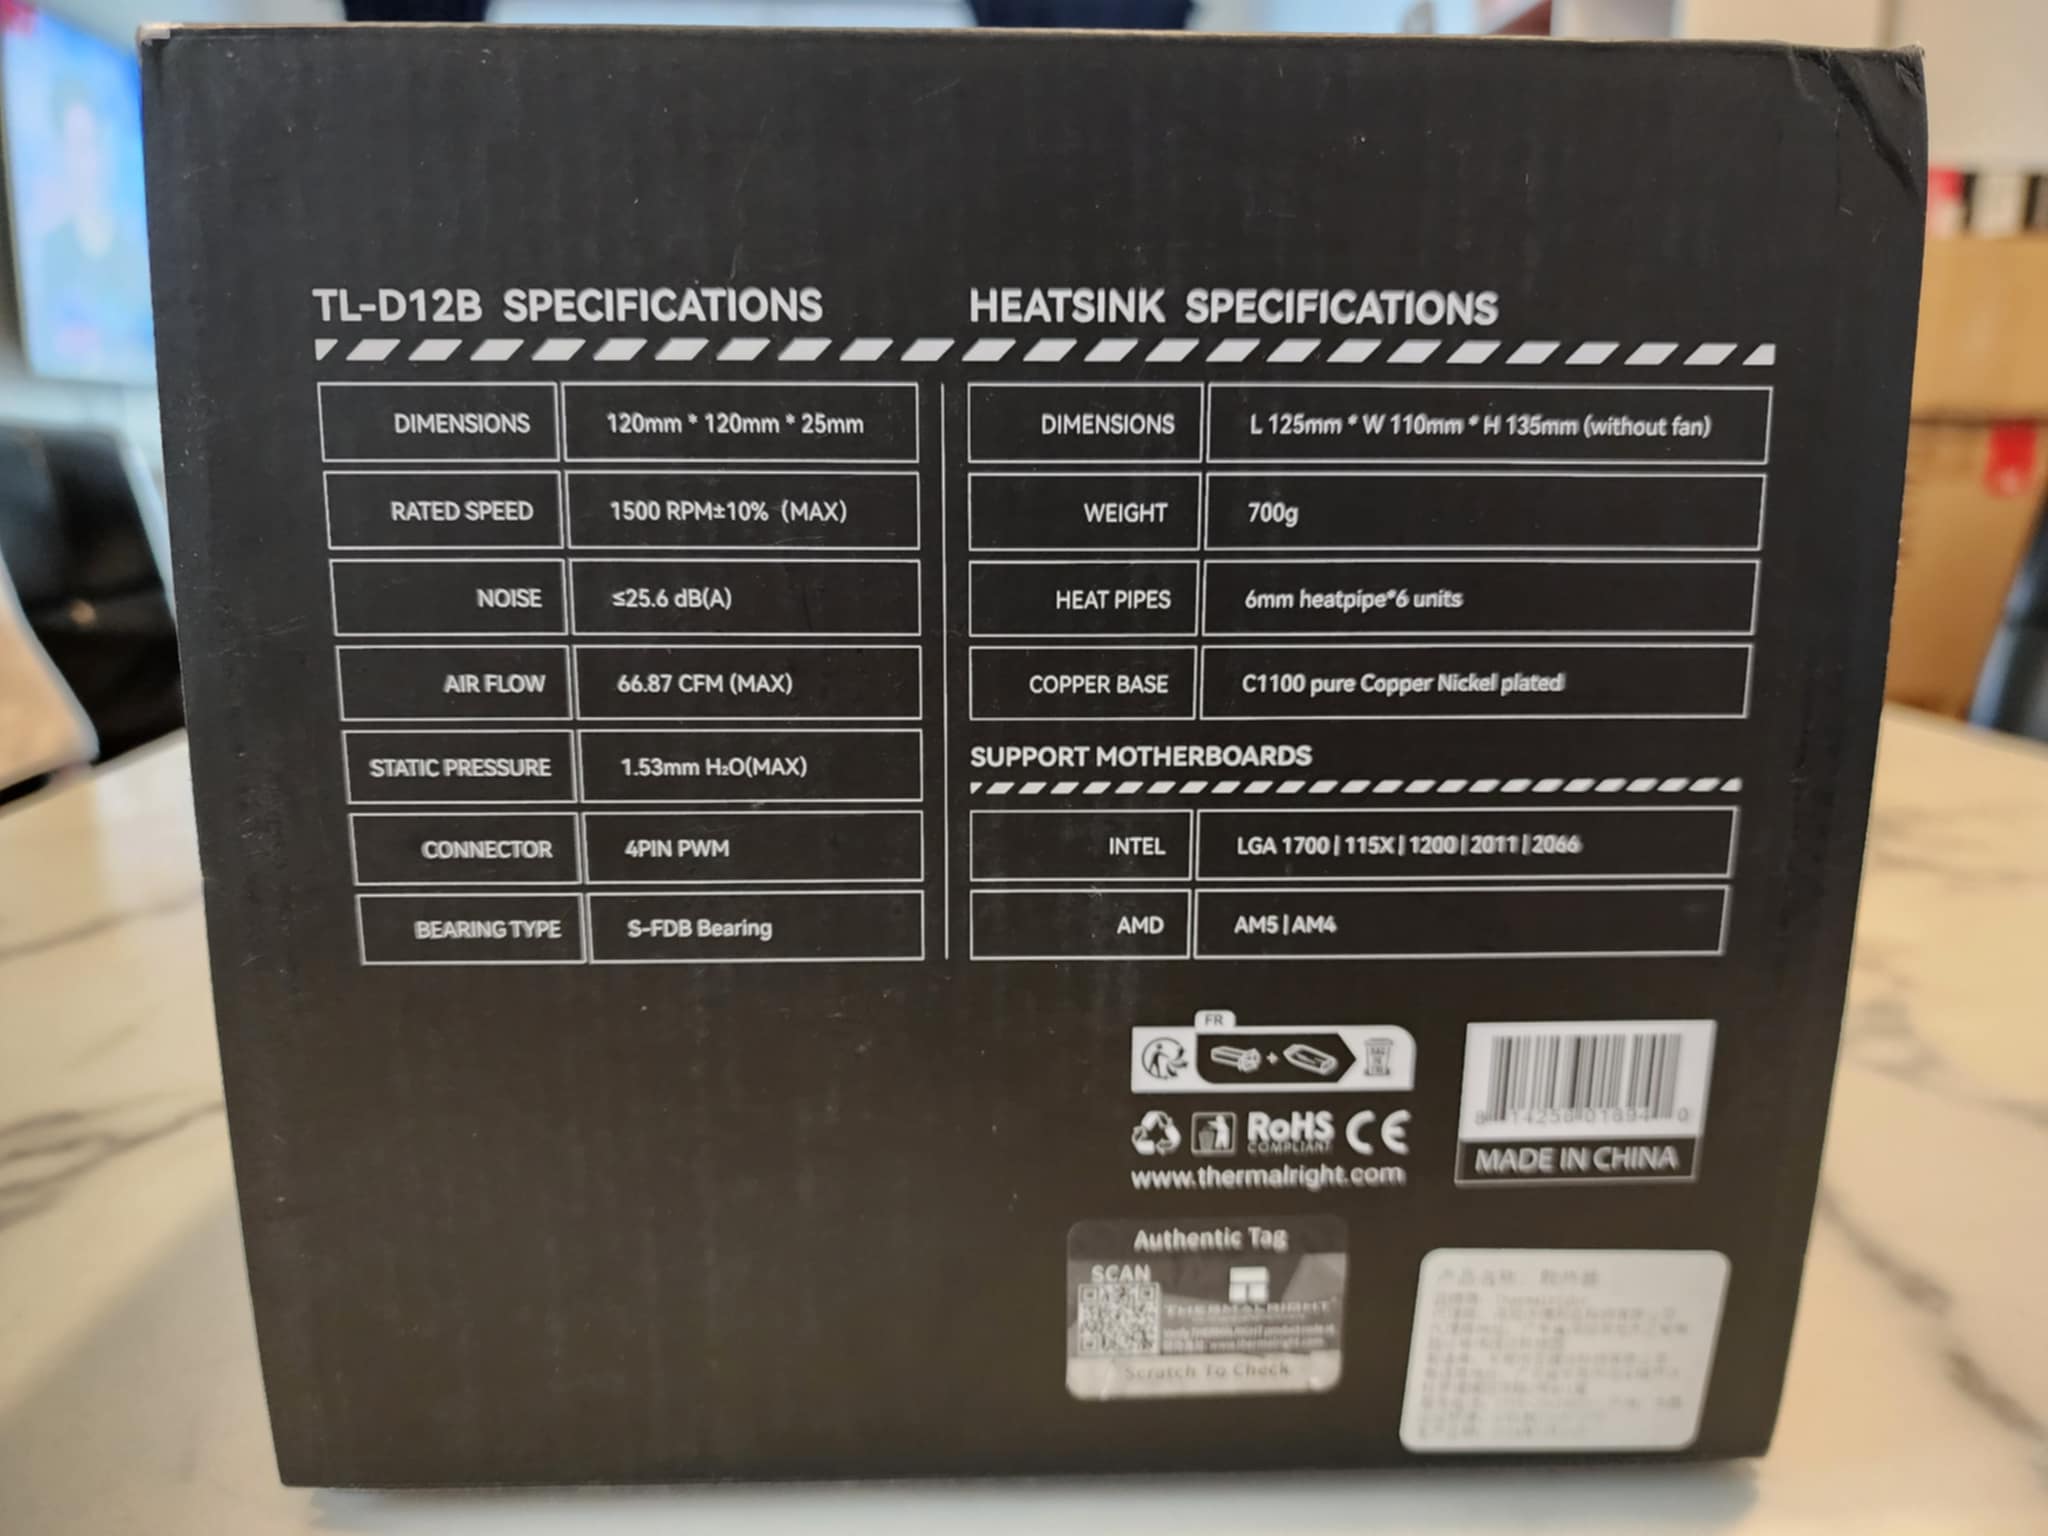 TL-D12B SPECIFICATIONS
DIMENSIONS 120mm * 120mm * 25mm
RATED SPEED 1500 RPM±10% (MAX)
NOISE ≤25.6 dB(A)
AIR FLOW 66.87 CFM (MAX)
STATIC PRESSURE 1.53mm H₂O(MAX)
CONNECTOR 4PIN PWM
BEARING TYPE S-FDB Bearing
HEATSINK SPECIFICATIONS
DIMENSIONS L 125mm * W 110mm * H 135mm (without fan)
WEIGHT 700g
HEAT PIPES 6mm heatpipe*6 units
COPPER BASE C1100 pure Copper Nickel plated
SUPPORT MOTHERBOARDS
INTEL LGA 1700 | 115X | 1200 | 2011 | 2066
AMD AM5 | AM4
FR
RoHS CE
COMPLIANT
www.thermalright.com
MADE IN CHINA
Authentic Tag
SCAN
THERMALRIGHT
Scratch To Check